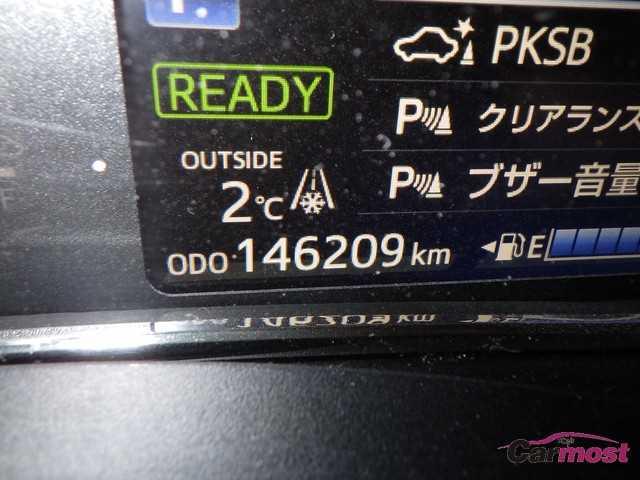 P
PKSB
READY
P クリアランス
OUTSIDE
2℃
P ブザー音量
ODO 146209 km
E
Carmost